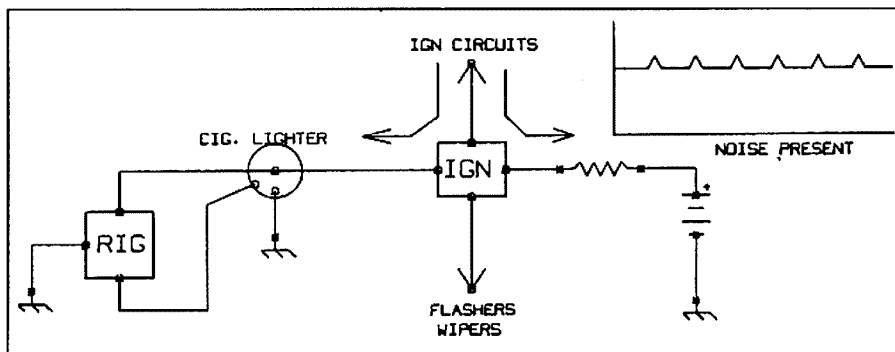 IGN CIRCUITS
CIG. LIGHTER
NOISE PRESENT
IGN
+
RIG
FLASHERS
WIPERS